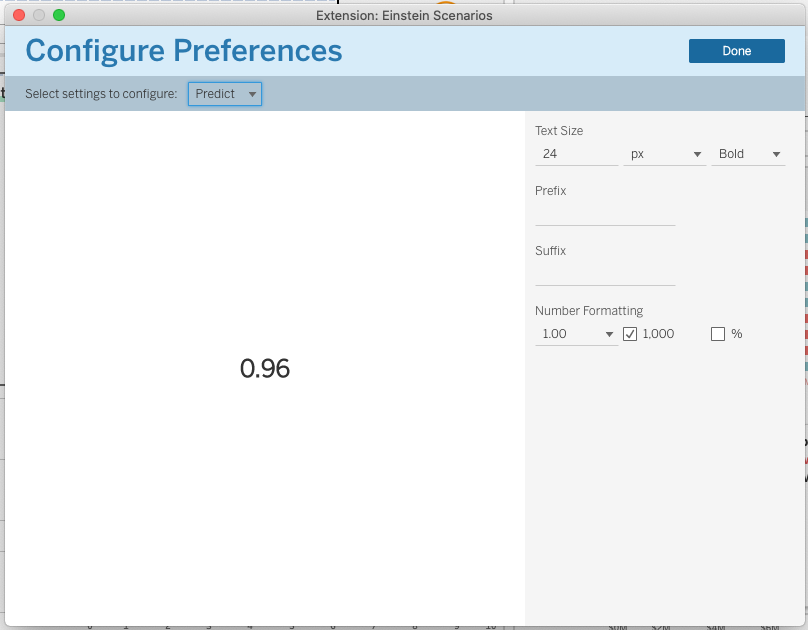 Extension: Einstein Scenarios
Configure Preferences
Done
Select settings to configure: Predict
Text Size
24 px Bold
Prefix
Suffix
Number Formatting
1.00 1,000 %
0.96